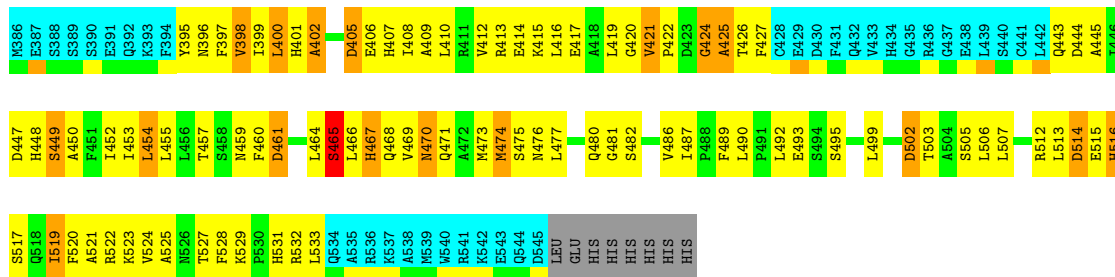 M386 E387 S388 S389 S390 E391 Q392 K393 F394 Y395 N396 F397 V398 I399 L400 H401 A402 D405 E406 H407 I408 A409 L410 R411 V412 R413 E414 K415 L416 E417 A418 L419 G420 V421 P422 D423 G424 A425 T426 F427 C428 E429 D430 F431 Q432 V433 H434 G435 R436 G437 E438 L439 S440 C441 L442 Q443 D444 A445
D447 H448 S449 A450 F451 I452 I453 L454 L455 L456 T457 S458 N459 F460 D461 L464 S465 L466 H467 Q468 V469 N470 Q471 A472 M473 M474 S475 N476 L477 Q480 G481 S482 V486 I487 P488 F489 L490 P491 L492 E493 S494 S495 L499 D502 T503 A504 S505 L506 L507 R512 L513 D514 E515 H516
S517 Q518 I519 F520 A521 R522 K523 V524 A525 N526 T527 F528 K529 P530 H531 R532 L533 Q534 A535 R536 K537 A538 M539 W540 R541 K542 E543 Q544 D545 LEU GLU HIS HIS HIS HIS HIS HIS